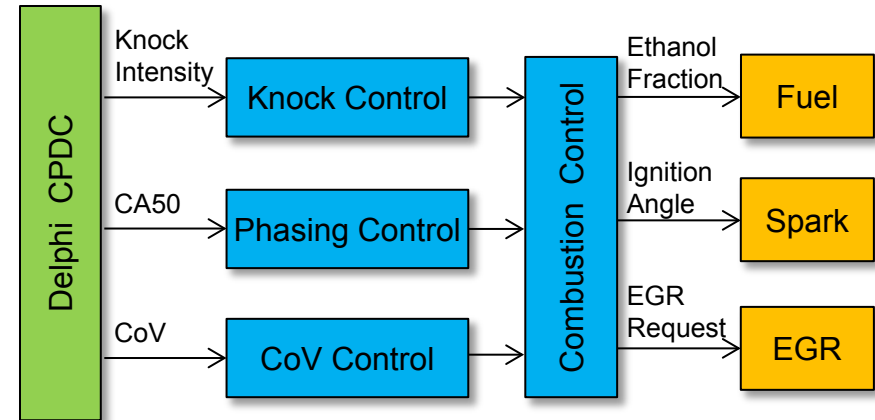 Delphi CPDC
Knock
Intensity
Knock Control
CA50
Phasing Control
CoV
CoV Control
Combustion Control
Ethanol
Fraction
Fuel
Ignition
Angle
Spark
EGR
Request
EGR